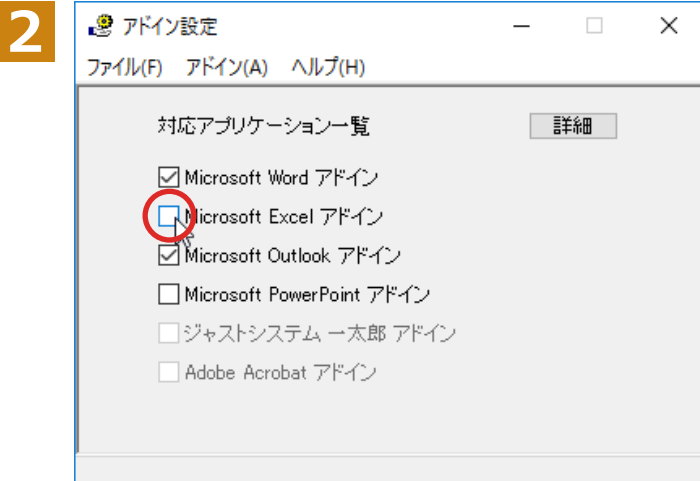 2
アドイン設定
ファイル(F) アドイン(A) ヘルプ(H)
対応アプリケーション一覧 詳細
Microsoft Word アドイン
Microsoft Excel アドイン
Microsoft Outlook アドイン
Microsoft PowerPoint アドイン
ジャストシステム 一太郎 アドイン
Adobe Acrobat アドイン